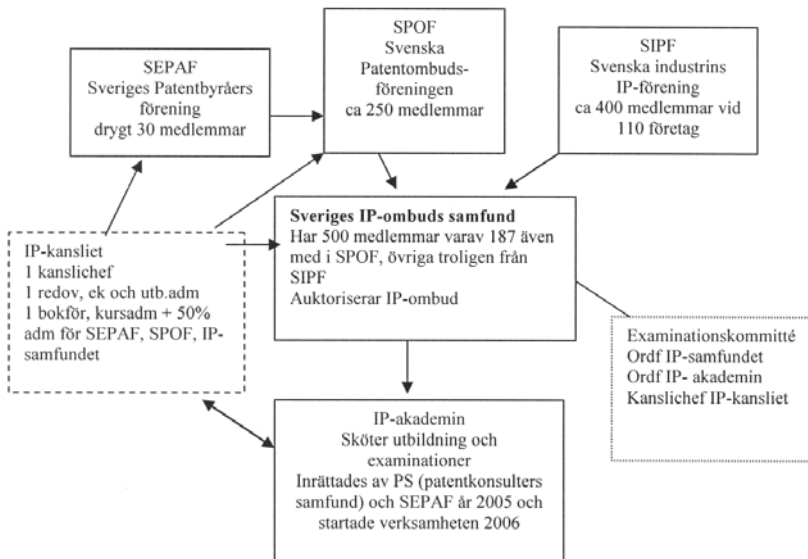 SEPAF
Sveriges Patentbyråers
förening
drygt 30 medlemmar
SPOF
Svenska
Patentombuds-
föreningen
ca 250 medlemmar
SIPF
Svenska industrins
IP-förening
ca 400 medlemmar vid
110 företag
IP-kansliet
1 kanslichef
1 redov, ek och utb.adm
1 bokför, kursadm + 50%
adm för SEPAF, SPOF, IP-
samfundet
Sveriges IP-ombuds samfund
Har 500 medlemmar varav 187 även
med i SPOF, övriga troligen från
SIPF
Auktoriserar IP-ombud
Examinationskommitté
Ordf IP-samfundet
Ordf IP- akademin
Kanslichef IP-kansliet
IP-akademin
Sköter utbildning och
examinationer
Inrättades av PS (patentkonsulters
samfund) och SEPAF år 2005 och
startade verksamheten 2006